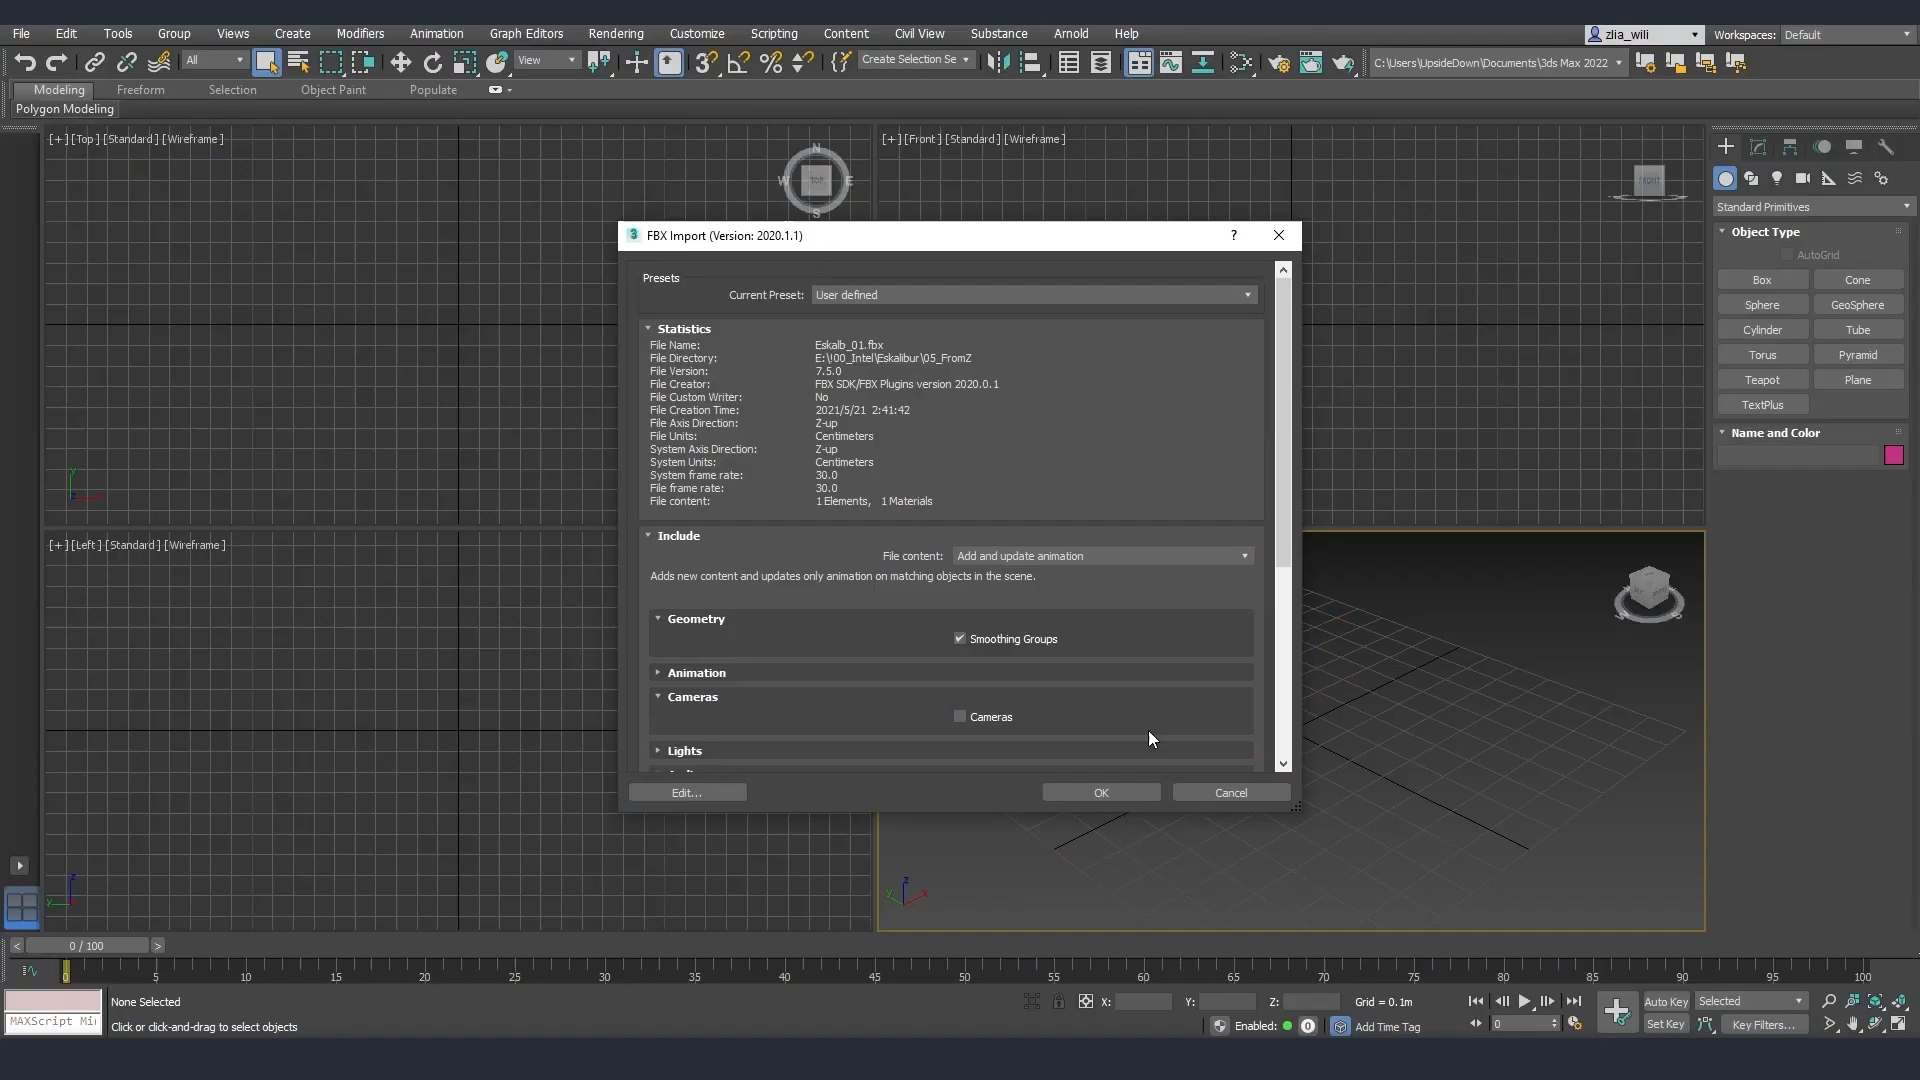 File Edit Tools Group Views Create Modifiers Animation Graph Editors Rendering Customize Scripting Content Civil View Substance Arnold Help zlia_wili Workspaces: Default
All View Create Selection Se C:\Users\UpsideDown\Documents\3ds Max 2022
Modeling Freeform Selection Object Paint Populate
Polygon Modeling
[+] [Top] [Standard] [Wireframe]
[+] [Front] [Standard] [Wireframe]
N
W TOP E
S
FRONT
Standard Primitives
Object Type
AutoGrid
Box Cone
Sphere GeoSphere
Cylinder Tube
Torus Pyramid
Teapot Plane
TextPlus
Name and Color
FBX Import (Version: 2020.1.1) ?
Presets
Current Preset: User defined
Statistics
File Name: Eskalb_01.fbx
File Directory: E:\!00_Intel\Eskalibur\05_FromZ
File Version: 7.5.0
File Creator: FBX SDK/FBX Plugins version 2020.0.1
File Custom Writer: No
File Creation Time: 2021/5/21 2:41:42
File Axis Direction: Z-up
File Units: Centimeters
System Axis Direction: Z-up
System Units: Centimeters
System frame rate: 30.0
File frame rate: 30.0
File content: 1 Elements, 1 Materials
Include
File content: Add and update animation
Adds new content and updates only animation on matching objects in the scene.
Geometry
Smoothing Groups
Animation
Cameras
Cameras
Lights
Edit... OK Cancel
[+] [Left] [Standard] [Wireframe]
y
z x
z
y
z
y x
< 0 / 100 >
0 5 10 15 20 25 30 35 40 45 50 55 60 65 70 75 80 85 90 95 100
None Selected X: Y: Z: Grid = 0.1m Auto Key Selected
MAXScript Mi Click or click-and-drag to select objects Enabled: 0 Add Time Tag 0 Set Key Key Filters...